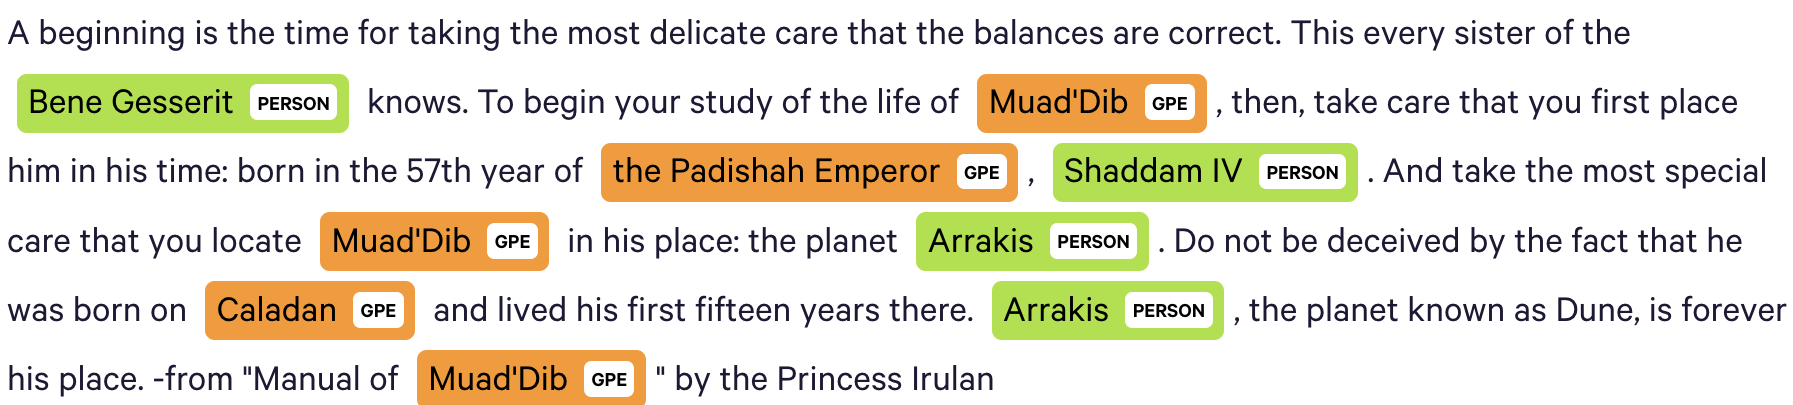 A beginning is the time for taking the most delicate care that the balances are correct. This every sister of the
Bene Gesserit PERSON knows. To begin your study of the life of Muad'Dib GPE , then, take care that you first place
him in his time: born in the 57th year of the Padishah Emperor GPE , Shaddam IV PERSON . And take the most special
care that you locate Muad'Dib GPE in his place: the planet Arrakis PERSON . Do not be deceived by the fact that he
was born on Caladan GPE and lived his first fifteen years there. Arrakis PERSON , the planet known as Dune, is forever
his place. -from "Manual of Muad'Dib GPE " by the Princess Irulan